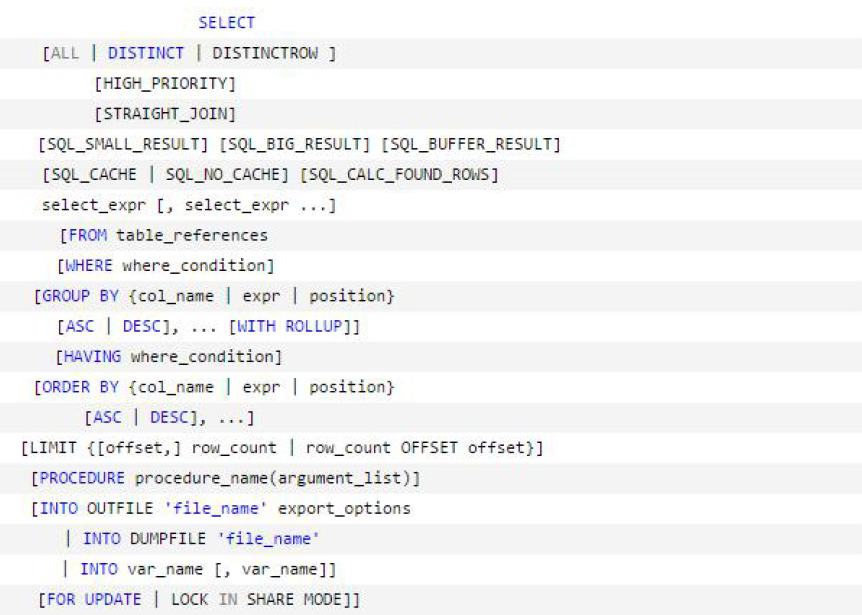 SELECT
[ALL | DISTINCT | DISTINCTROW ]
[HIGH_PRIORITY]
[STRAIGHT_JOIN]
[SQL_SMALL_RESULT] [SQL_BIG_RESULT] [SQL_BUFFER_RESULT]
[SQL_CACHE | SQL_NO_CACHE] [SQL_CALC_FOUND_ROWS]
select_expr [, select_expr ...]
[FROM table_references
[WHERE where_condition]
[GROUP BY {col_name | expr | position}
[ASC | DESC], ... [WITH ROLLUP]]
[HAVING where_condition]
[ORDER BY {col_name | expr | position}
[ASC | DESC], ...]
[LIMIT {[offset,] row_count | row_count OFFSET offset}]
[PROCEDURE procedure_name(argument_list)]
[INTO OUTFILE 'file_name' export_options
| INTO DUMPFILE 'file_name'
| INTO var_name [, var_name]]
[FOR UPDATE | LOCK IN SHARE MODE]]